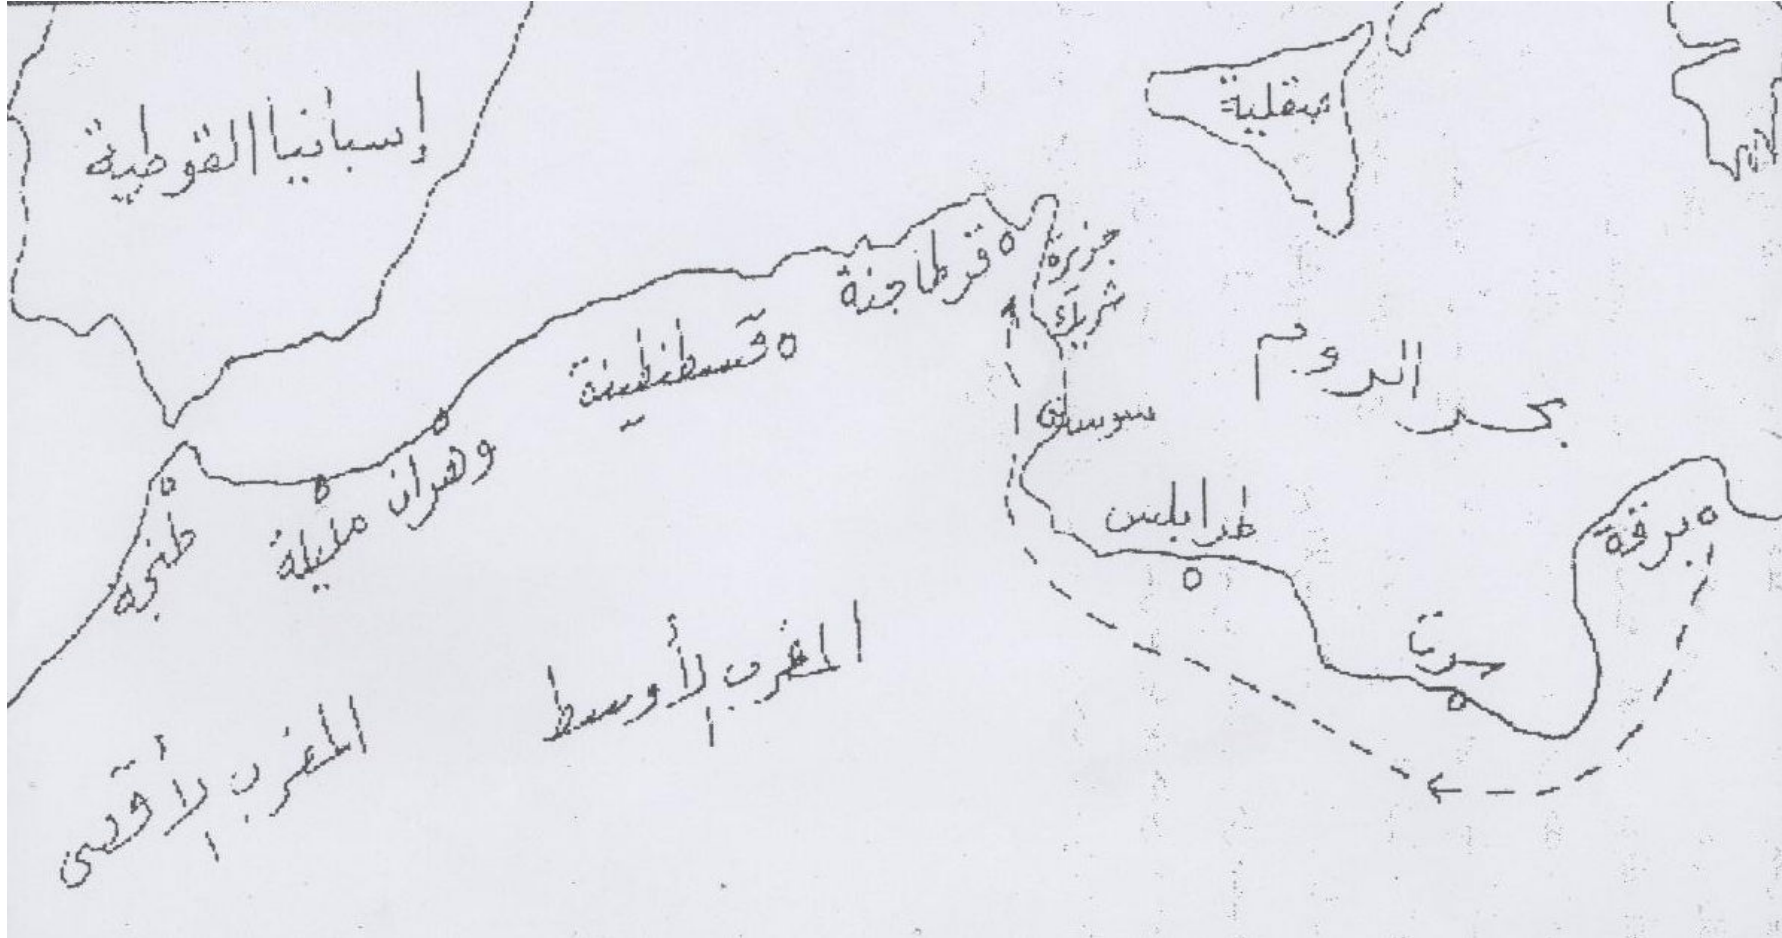 إسبانيا القوطية
صقلية
جزيرة
شريك
قرطاجنة
قسطنطينة
بحر الروم
سوسة
وهران
مليلة
طنجة
طرابلس
برقة
سرت
المغرب الأوسط
المغرب الأقصى